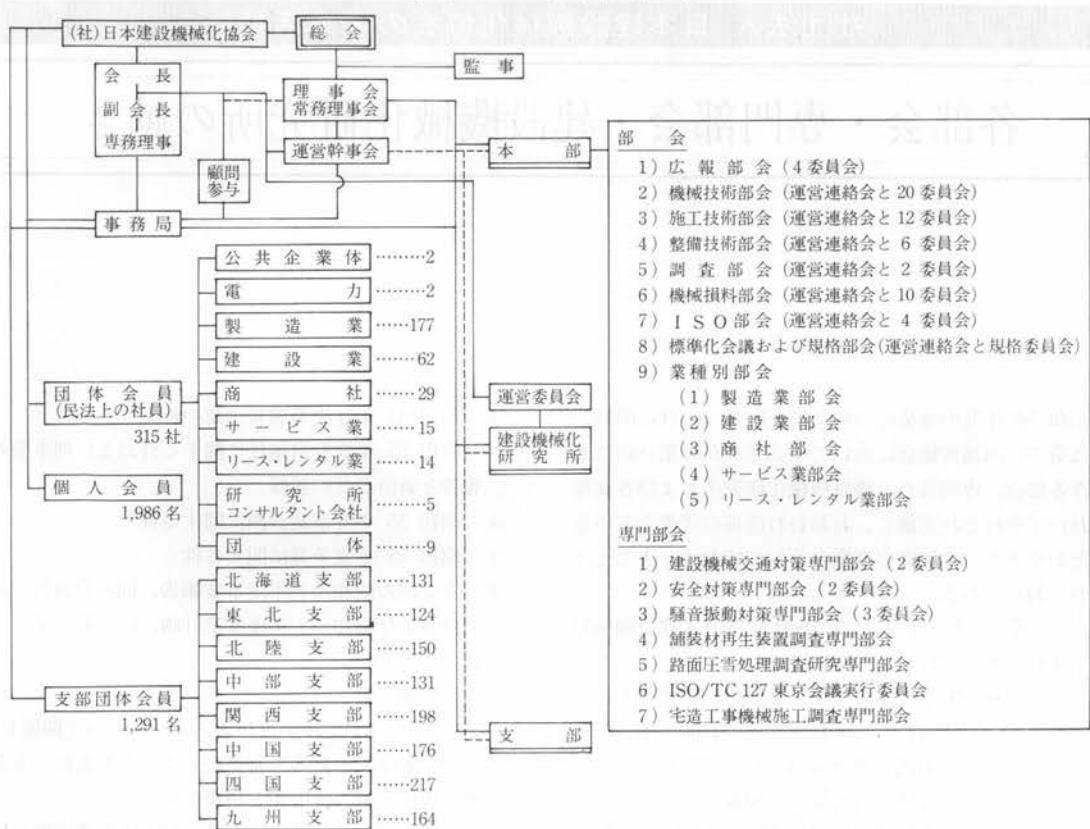 (社)日本建設機械化協会
総会
監事
会長
副会長
専務理事
理事会
常務理事会
運営幹事会
顧問
参与
事務局
公共企業体………2
電力………2
製造業……177
建設業……62
商社……29
サービス業……15
リース・レンタル業……14
研究所
コンサルタント会社……5
団体………9
団体会員
(民法上の社員)
315社
個人会員
1,986名
北海道支部……131
東北支部……124
北陸支部……150
中部支部……131
関西支部……198
中国支部……176
四国支部……217
九州支部……164
支部団体会員
1,291名
本部
運営委員会
建設機械化
研究所
支部
部会
1) 広報部会 (4委員会)
2) 機械技術部会 (運営連絡会と20委員会)
3) 施工技術部会 (運営連絡会と12委員会)
4) 整備技術部会 (運営連絡会と 6 委員会)
5) 調査部会 (運営連絡会と 2 委員会)
6) 機械損料部会 (運営連絡会と10委員会)
7) ISO部会 (運営連絡会と 4 委員会)
8) 標準化会議および規格部会(運営連絡会と規格委員会)
9) 業種別部会
(1) 製造業部会
(2) 建設業部会
(3) 商社部会
(4) サービス業部会
(5) リース・レンタル業部会
専門部会
1) 建設機械交通対策専門部会 (2委員会)
2) 安全対策専門部会 (2委員会)
3) 騒音振動対策専門部会 (3委員会)
4) 舗装材再生装置調査専門部会
5) 路面圧雪処理調査研究専門部会
6) ISO/TC 127 東京会議実行委員会
7) 宅造工事機械施工調査専門部会